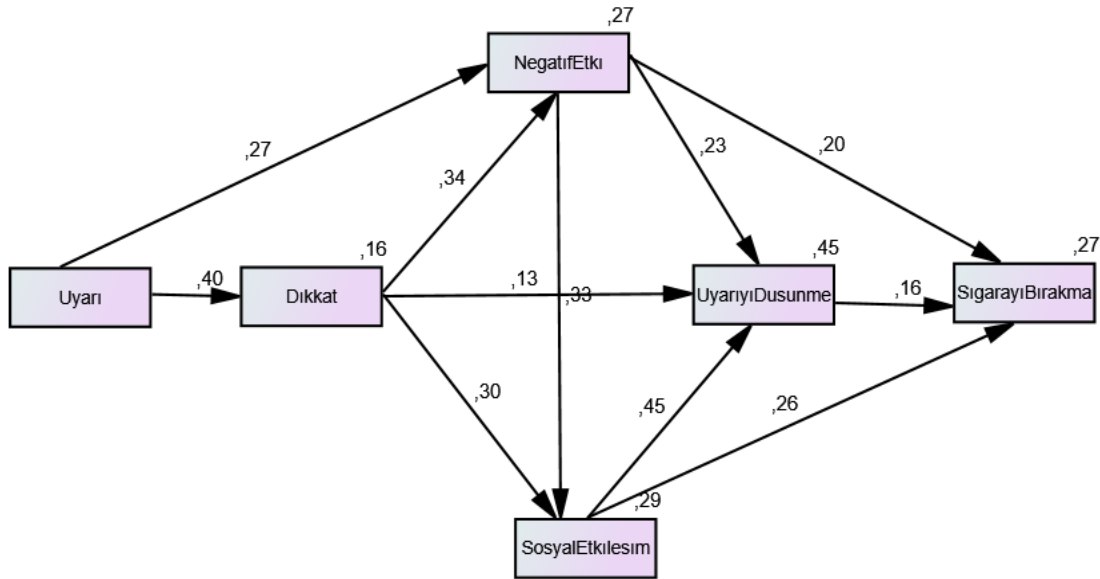 ,27
NegatıfEtkı
,27
,23
,20
,34
,16
,45
,27
,40
,13
,33
Uyarı
Dıkkat
UyarıyıDusunme
,16
SıgarayıBırakma
,30
,45
,26
,29
SosyalEtkılesım